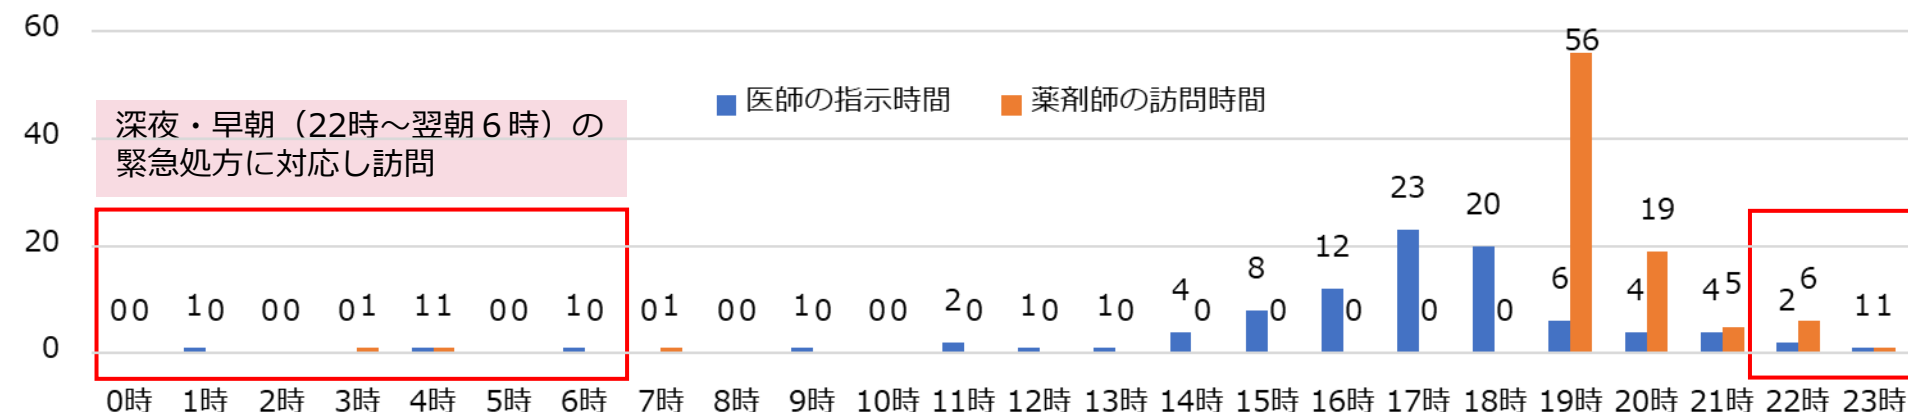 60
40
20
0
医師の指示時間 薬剤師の訪問時間
深夜・早朝（22時～翌朝６時）の
緊急処方に対応し訪問
0 0 1 0 0 0 0 1 1 1 0 0 1 0 0 1 0 0 1 0 0 0 2 0 1 0 1 0 4 0 8 0 12 0 23 0 20 0 6 56 4 19 4 5 2 6 1 1
0時 1時 2時 3時 4時 5時 6時 7時 8時 9時 10時 11時 12時 13時 14時 15時 16時 17時 18時 19時 20時 21時 22時 23時